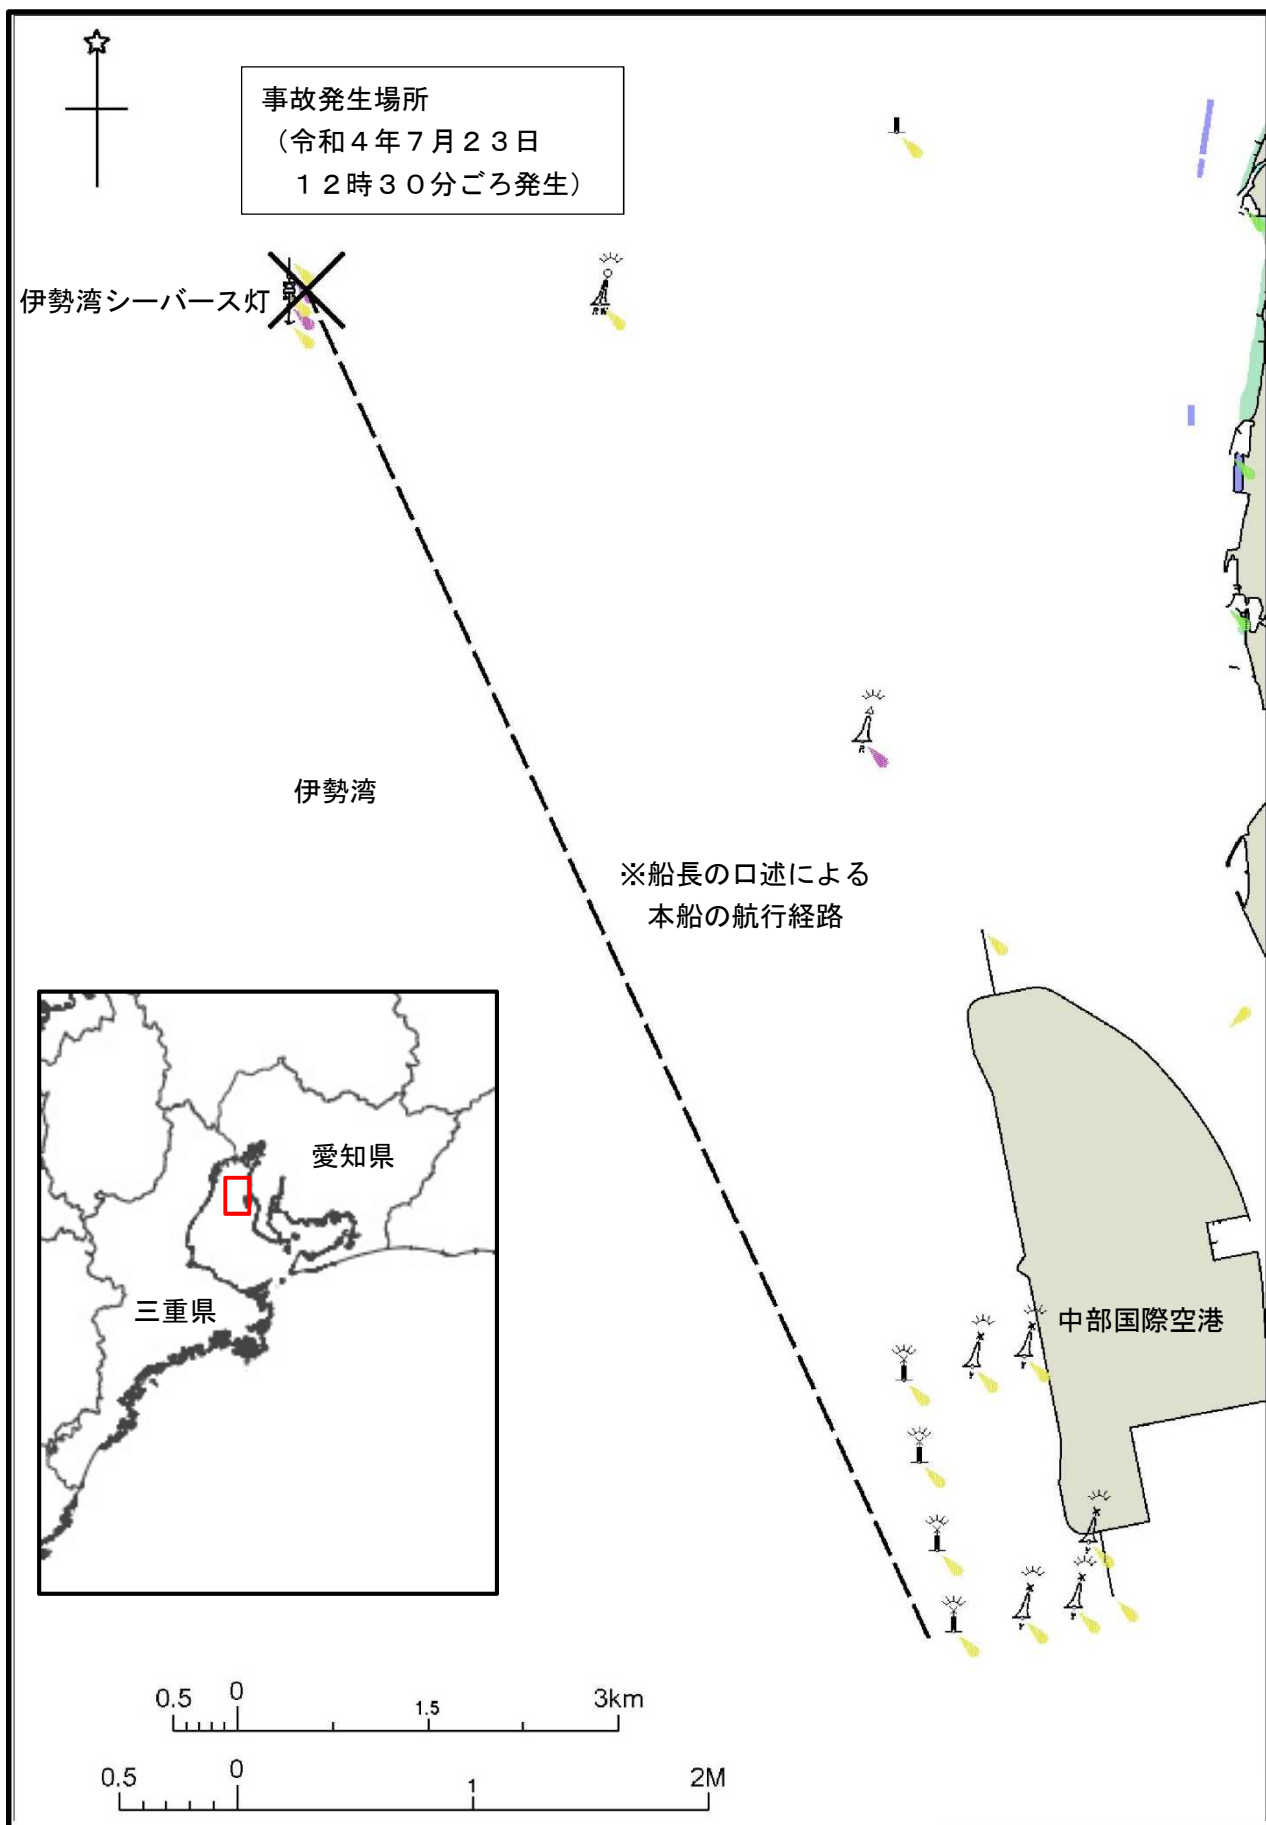 事故発生場所
（令和４年７月２３日
１２時３０分ごろ発生）
伊勢湾シーバース灯
伊勢湾
※船長の口述による
本船の航行経路
愛知県
三重県
中部国際空港
0.5 0 1.5 3km
0.5 0 1 2M